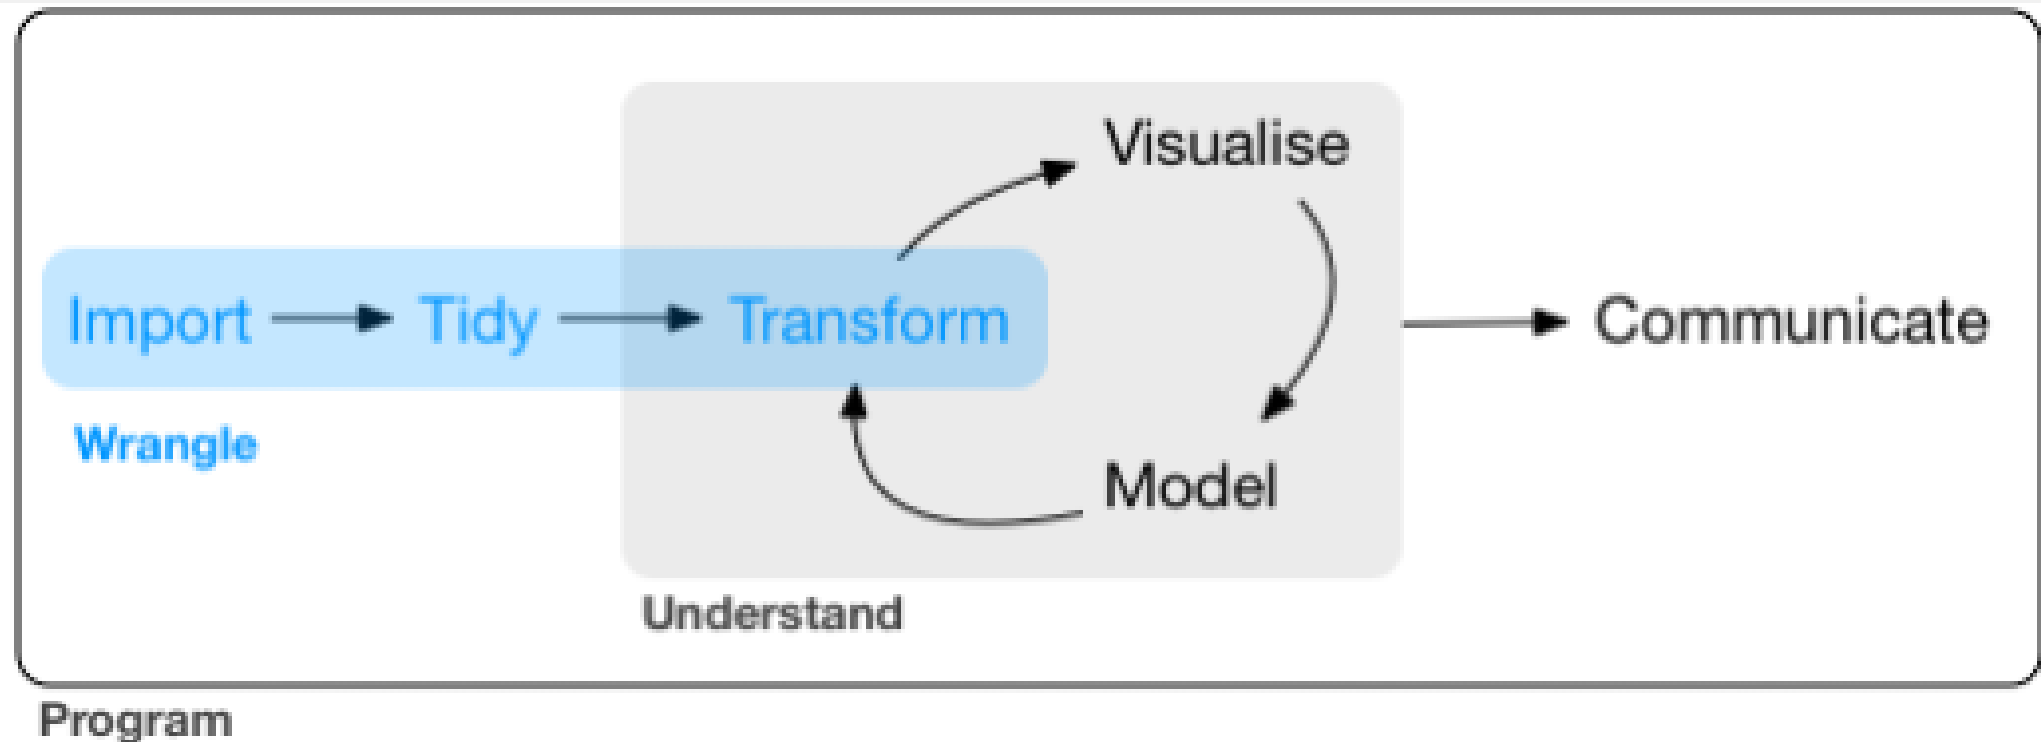 Visualise
Import Tidy Transform Communicate
Wrangle
Model
Understand
Program